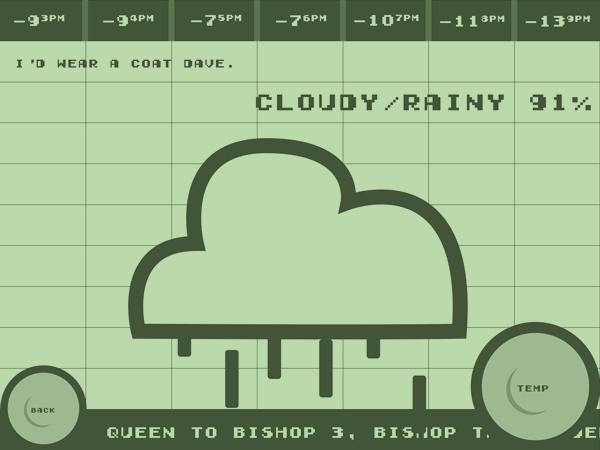 -9 3PM -9 4PM -7 5PM -7 6PM -10 7PM -11 8PM -13 9PM
I'D WEAR A COAT DAVE.
CLOUDY/RAINY 91%
TEMP
BACK
QUEEN TO BISHOP 3, BISHOP T